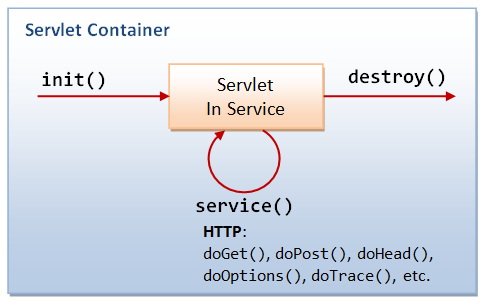 Servlet Container
init()
Servlet
In Service
destroy()
service()
HTTP:
doGet(), doPost(), doHead(),
doOptions(), doTrace(), etc.